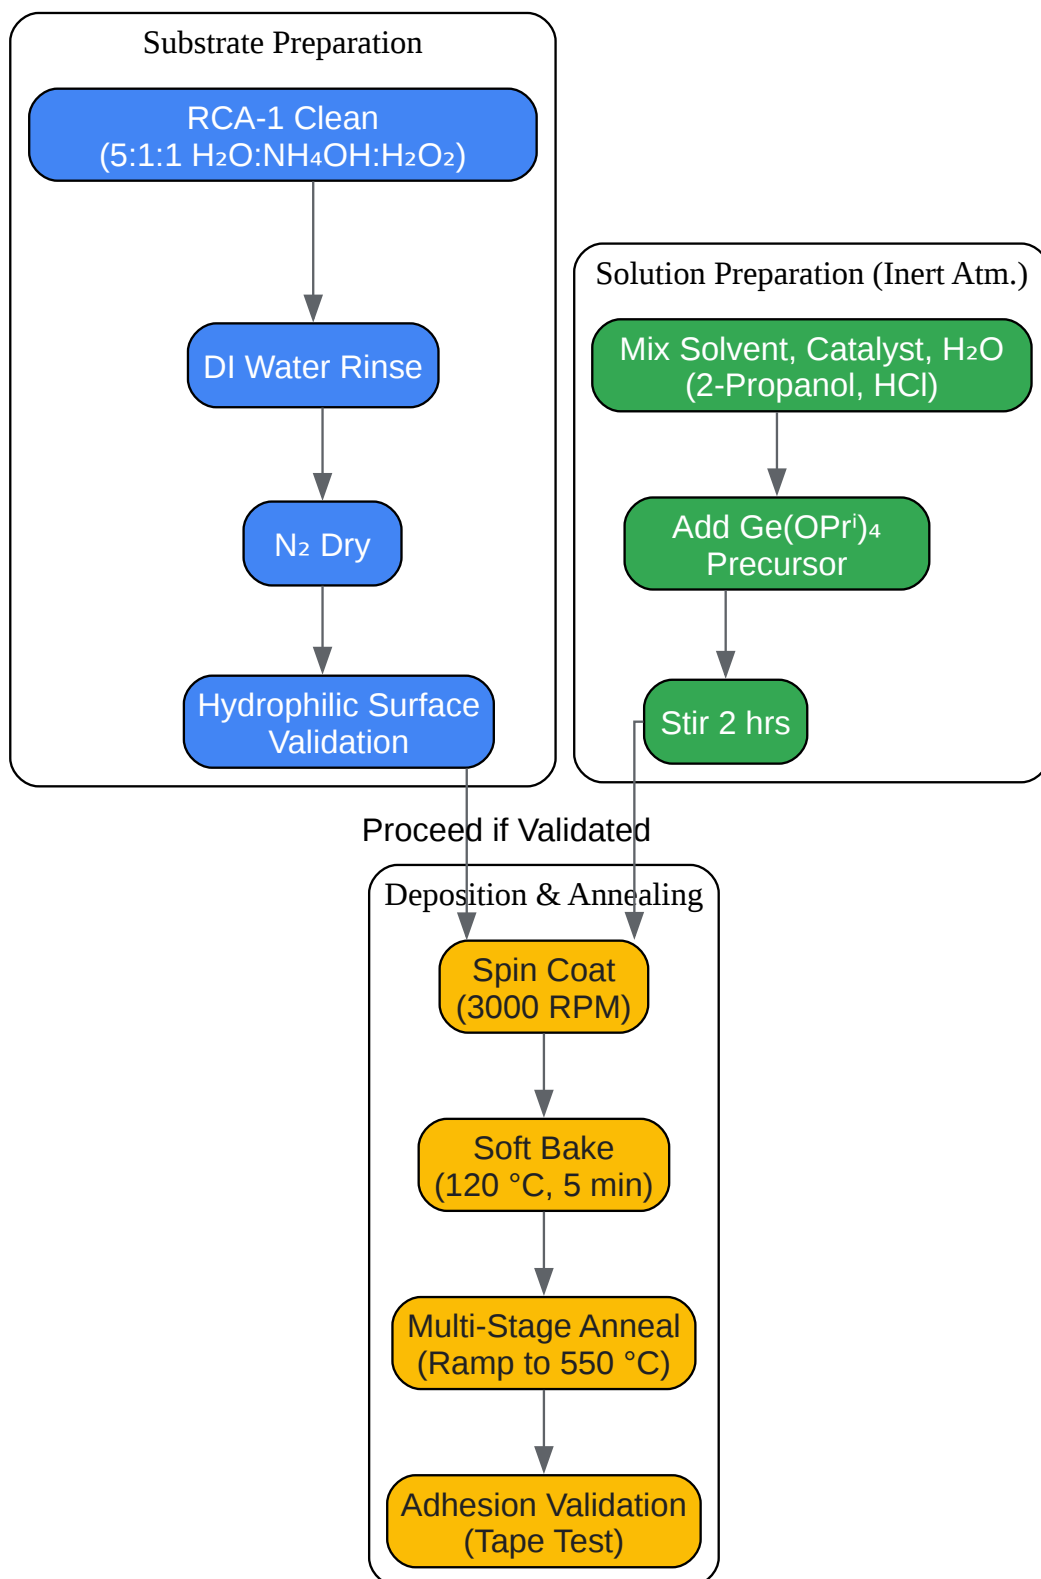 Substrate Preparation
RCA-1 Clean
(5:1:1 H₂O:NH₄OH:H₂O₂)
DI Water Rinse
N₂ Dry
Hydrophilic Surface
Validation
Solution Preparation (Inert Atm.)
Mix Solvent, Catalyst, H₂O
(2-Propanol, HCl)
Add Ge(OPrⁱ)₄
Precursor
Stir 2 hrs
Proceed if Validated
Deposition & Annealing
Spin Coat
(3000 RPM)
Soft Bake
(120 °C, 5 min)
Multi-Stage Anneal
(Ramp to 550 °C)
Adhesion Validation
(Tape Test)